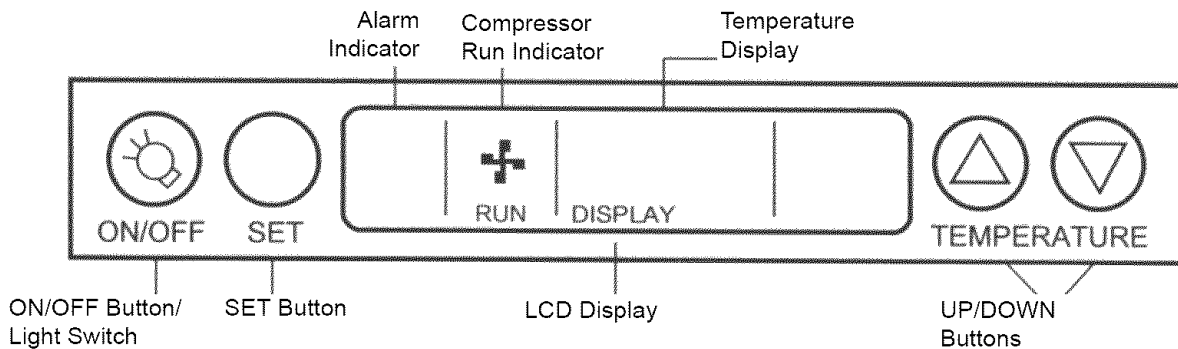 Alarm
Indicator
Compressor
Run Indicator
Temperature
Display
ON/OFF
SET
RUN
DISPLAY
TEMPERATURE
ON/OFF Button/
Light Switch
SET Button
LCD Display
UP/DOWN
Buttons